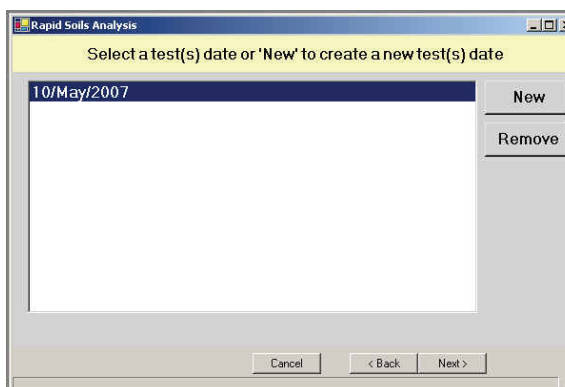 Rapid Soils Analysis
Select a test(s) date or 'New' to create a new test(s) date
10/May/2007
New
Remove
Cancel
< Back
Next >